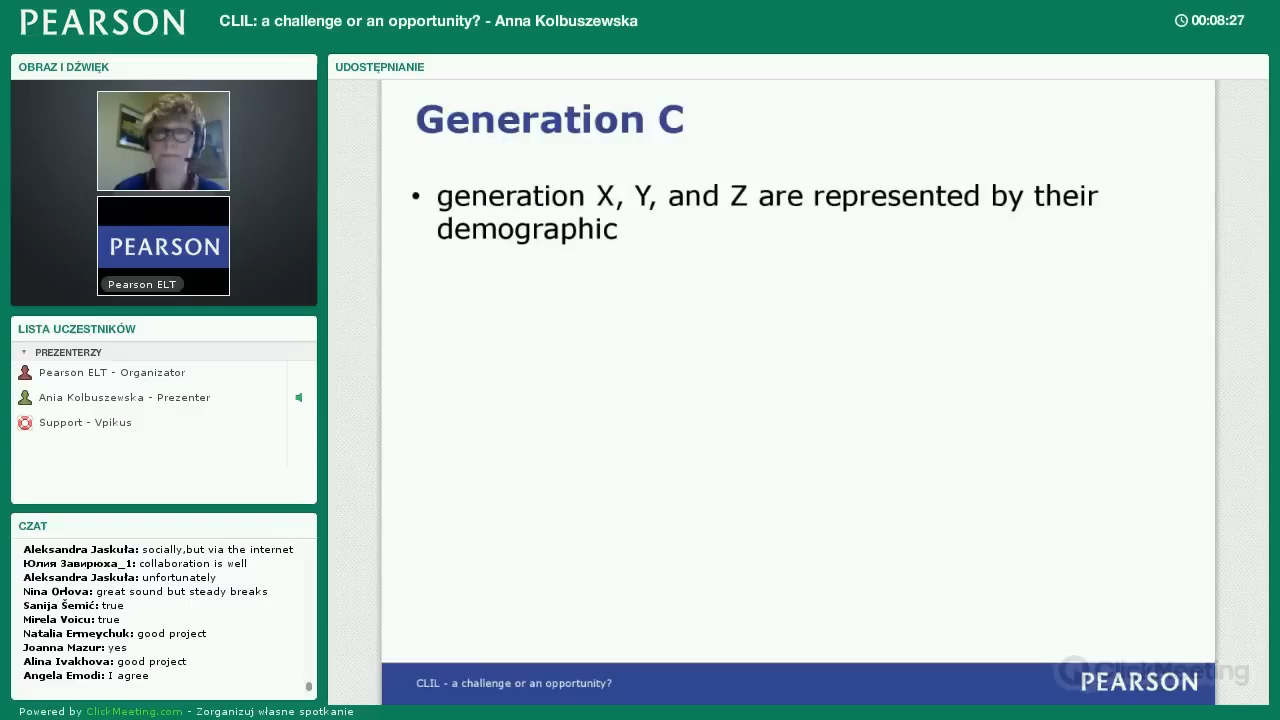 PEARSON
CLIL: a challenge or an opportunity? - Anna Kolbuszewska
00:08:27
OBRAZ I DŹWIĘK
PEARSON
Pearson ELT
LISTA UCZESTNIKÓW
PREZENTERZY
Pearson ELT - Organizator
Ania Kolbuszewska - Prezenter
Support - Vpikus
CZAT
Aleksandra Jaskuła: socially,but via the internet
Юлия Завирюха_1: collaboration is well
Aleksandra Jaskuła: unfortunately
Nina Orlova: great sound but steady breaks
Sanija Šemić: true
Mirela Voicu: true
Natalia Ermeychuk: good project
Joanna Mazur: yes
Alina Ivakhova: good project
Angela Emodi: I agree
UDOSTĘPNIANIE
Generation C
• generation X, Y, and Z are represented by their
demographic
CLIL - a challenge or an opportunity?
ClickMeeting
PEARSON
Powered by ClickMeeting.com - Zorganizuj własne spotkanie